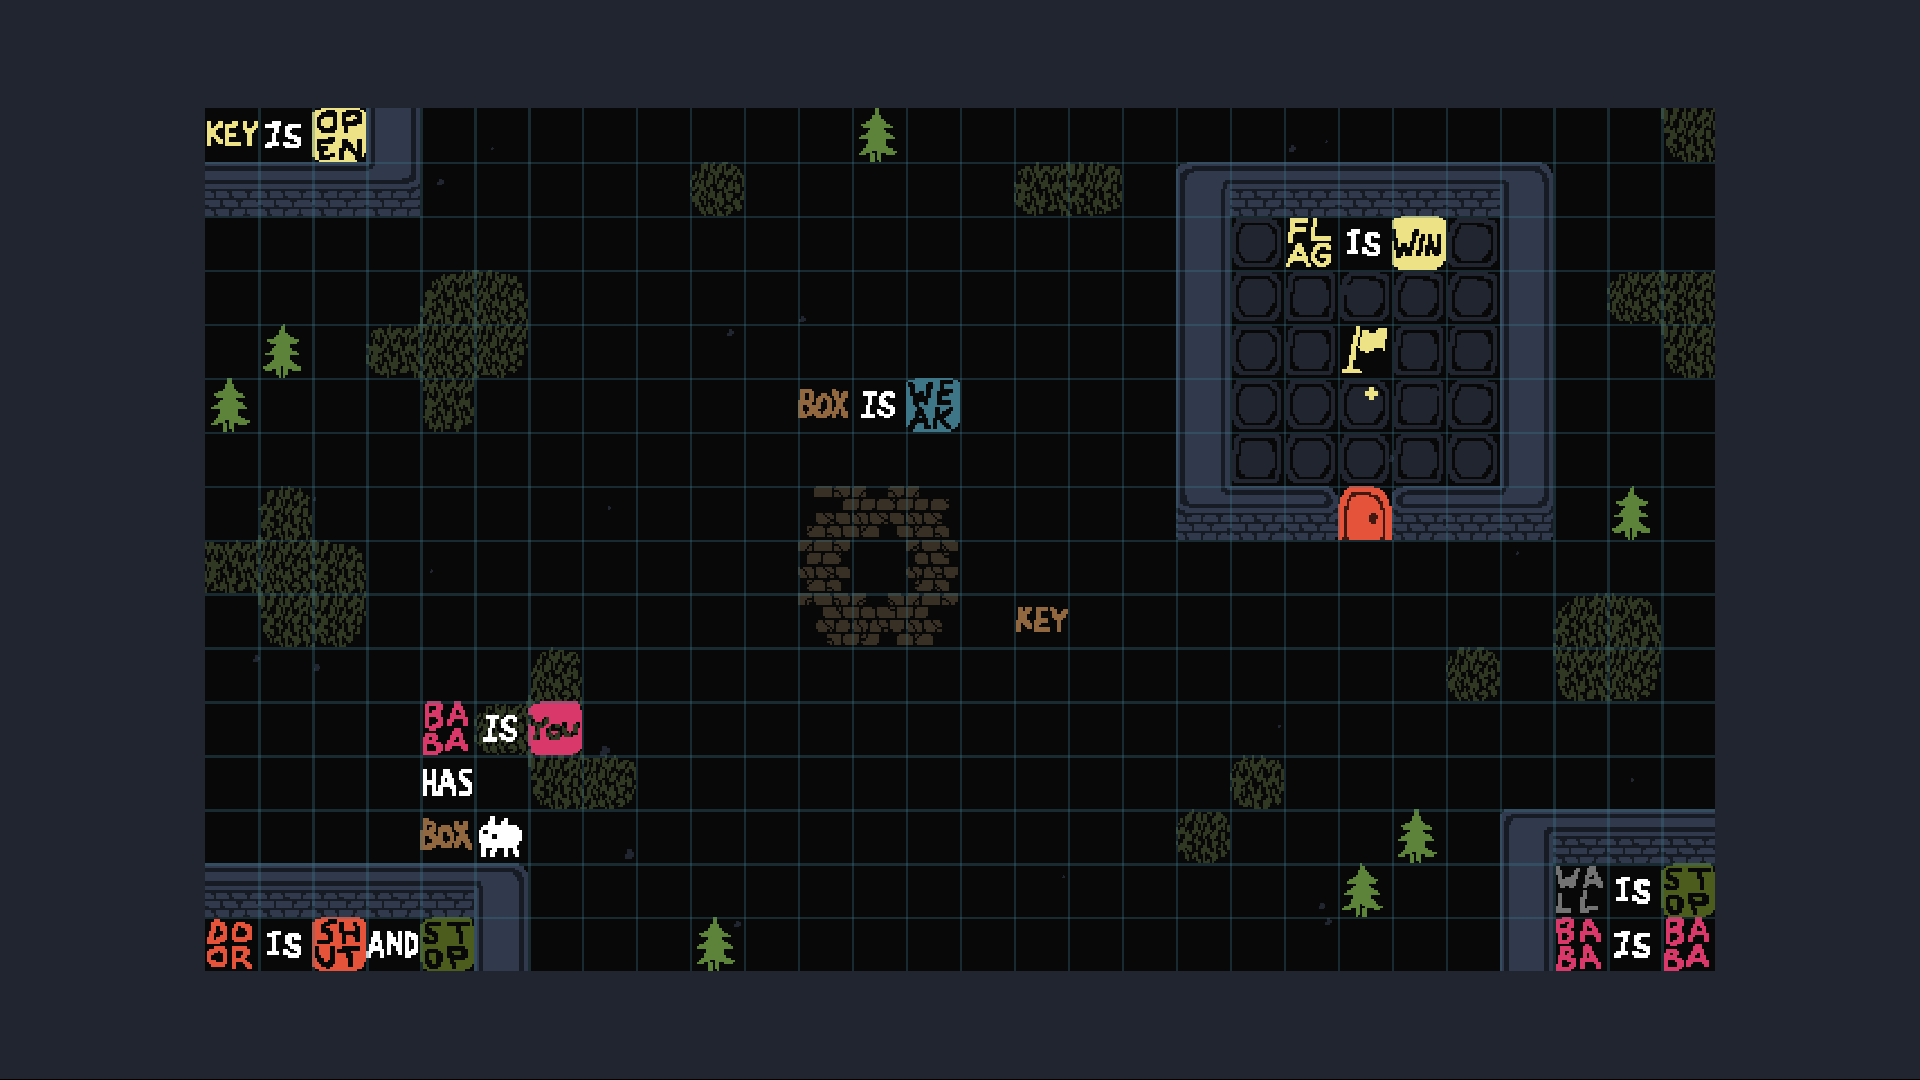 KEY IS OPEN
FLAG IS WIN
BOX IS WEAK
KEY
BABA IS YOU
HAS
BOX
WALL IS STOP
DOOR IS SHUT AND STOP
BABA IS BABA